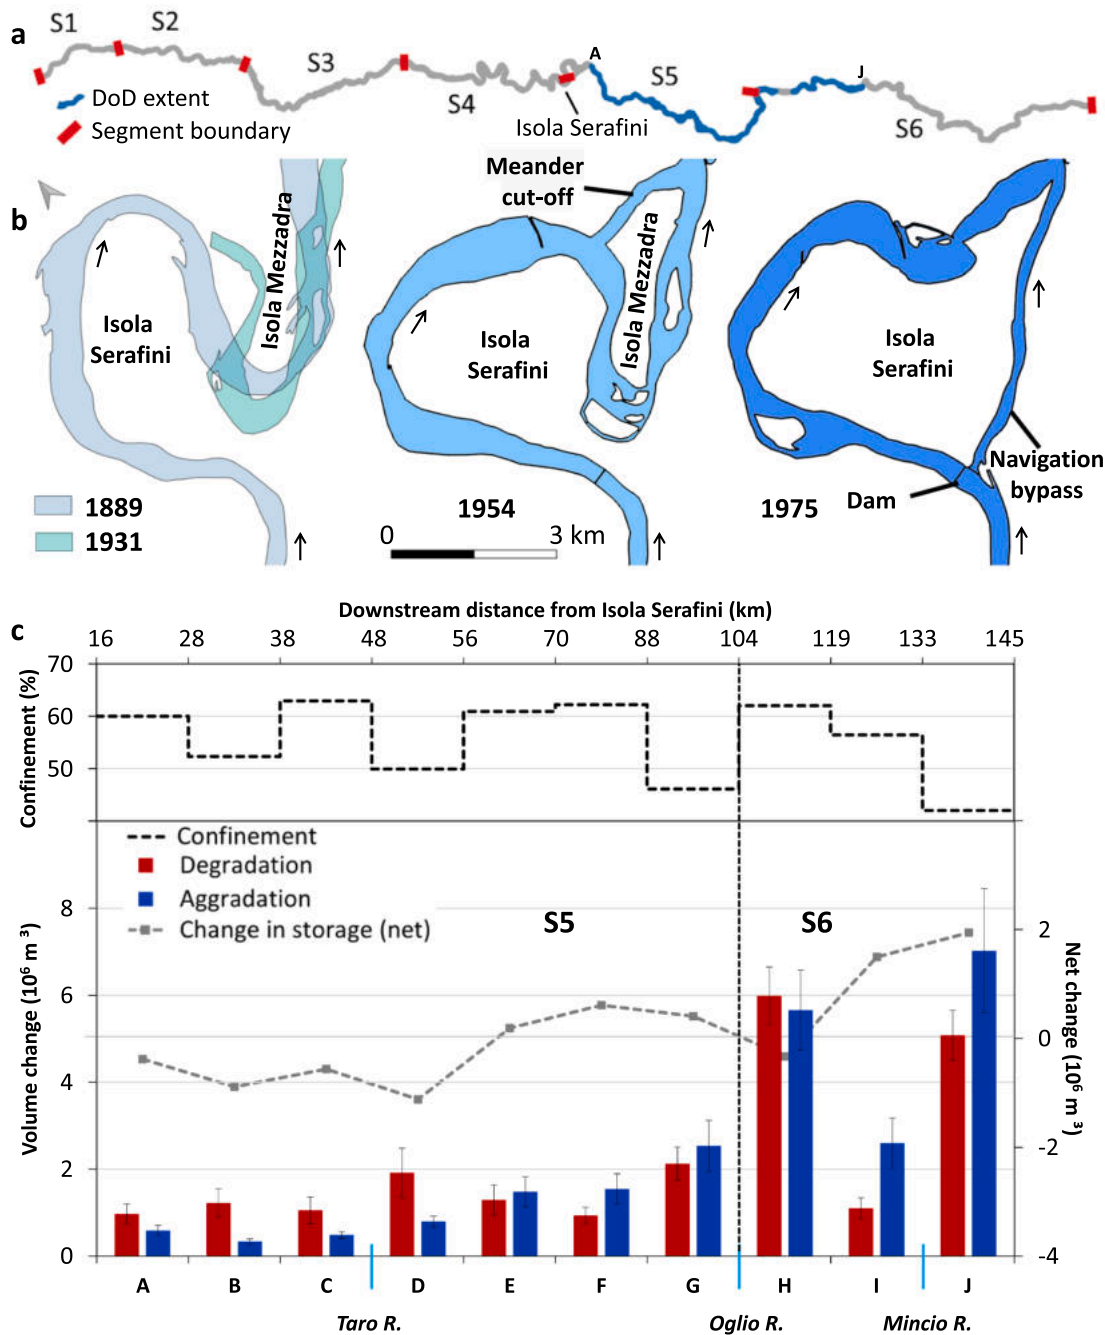 a
S1
S2
S3
S4
A
S5
J
S6
DoD extent
Segment boundary
Isola Serafini
b
Isola
Serafini
Isola Mezzadra
1889
1931
Meander
cut-off
Isola
Serafini
Isola Mezzadra
1954
0 3 km
Isola
Serafini
Navigation
bypass
Dam
1975
Downstream distance from Isola Serafini (km)
c
16 28 38 48 56 70 88 104 119 133 145
Confinement (%)
70
60
50
Confinement
Degradation
Aggradation
Change in storage (net)
S5
S6
Volume change (10⁶ m³)
8
6
4
2
0
Net change (10⁶ m³)
2
0
-2
-4
A B C D E F G H I J
Taro R. Oglio R. Mincio R.